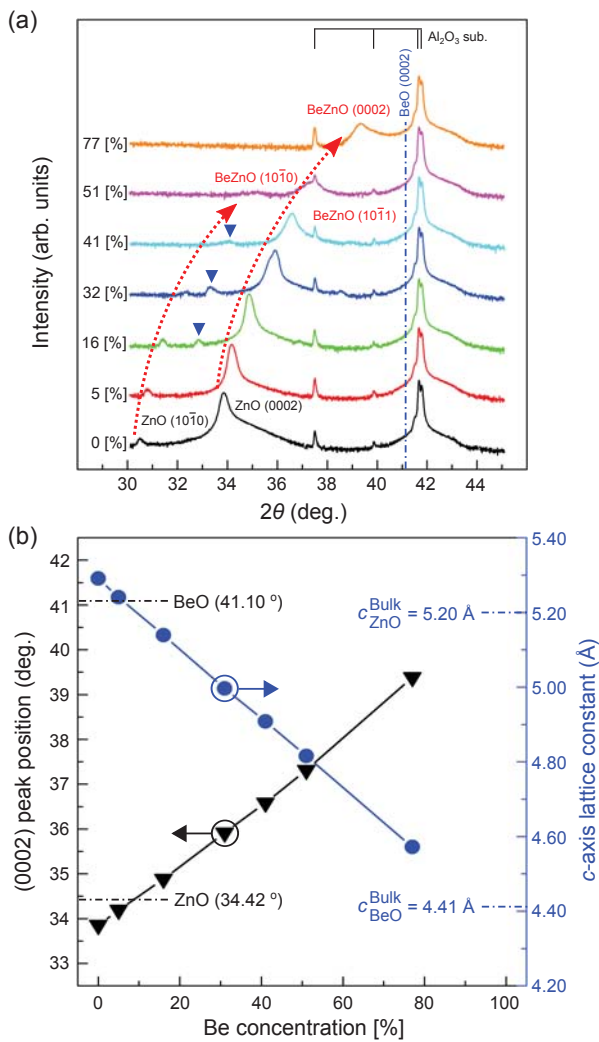 (a)
Al₂O₃ sub.
BeO (0002)
BeZnO (0002)
77 [%]
BeZnO (101̄0)
51 [%]
BeZnO (101̄1)
41 [%]
32 [%]
16 [%]
5 [%]
ZnO (101̄0)
ZnO (0002)
0 [%]
Intensity (arb. units)
30 32 34 36 38 40 42 44
2θ (deg.)
(b)
42
41
40
39
38
37
36
35
34
33
(0002) peak position (deg.)
BeO (41.10 °)
ZnO (34.42 °)
c Bulk ZnO = 5.20 Å
c Bulk BeO = 4.41 Å
5.40
5.20
5.00
4.80
4.60
4.40
4.20
c-axis lattice constant (Å)
0 20 40 60 80 100
Be concentration [%]